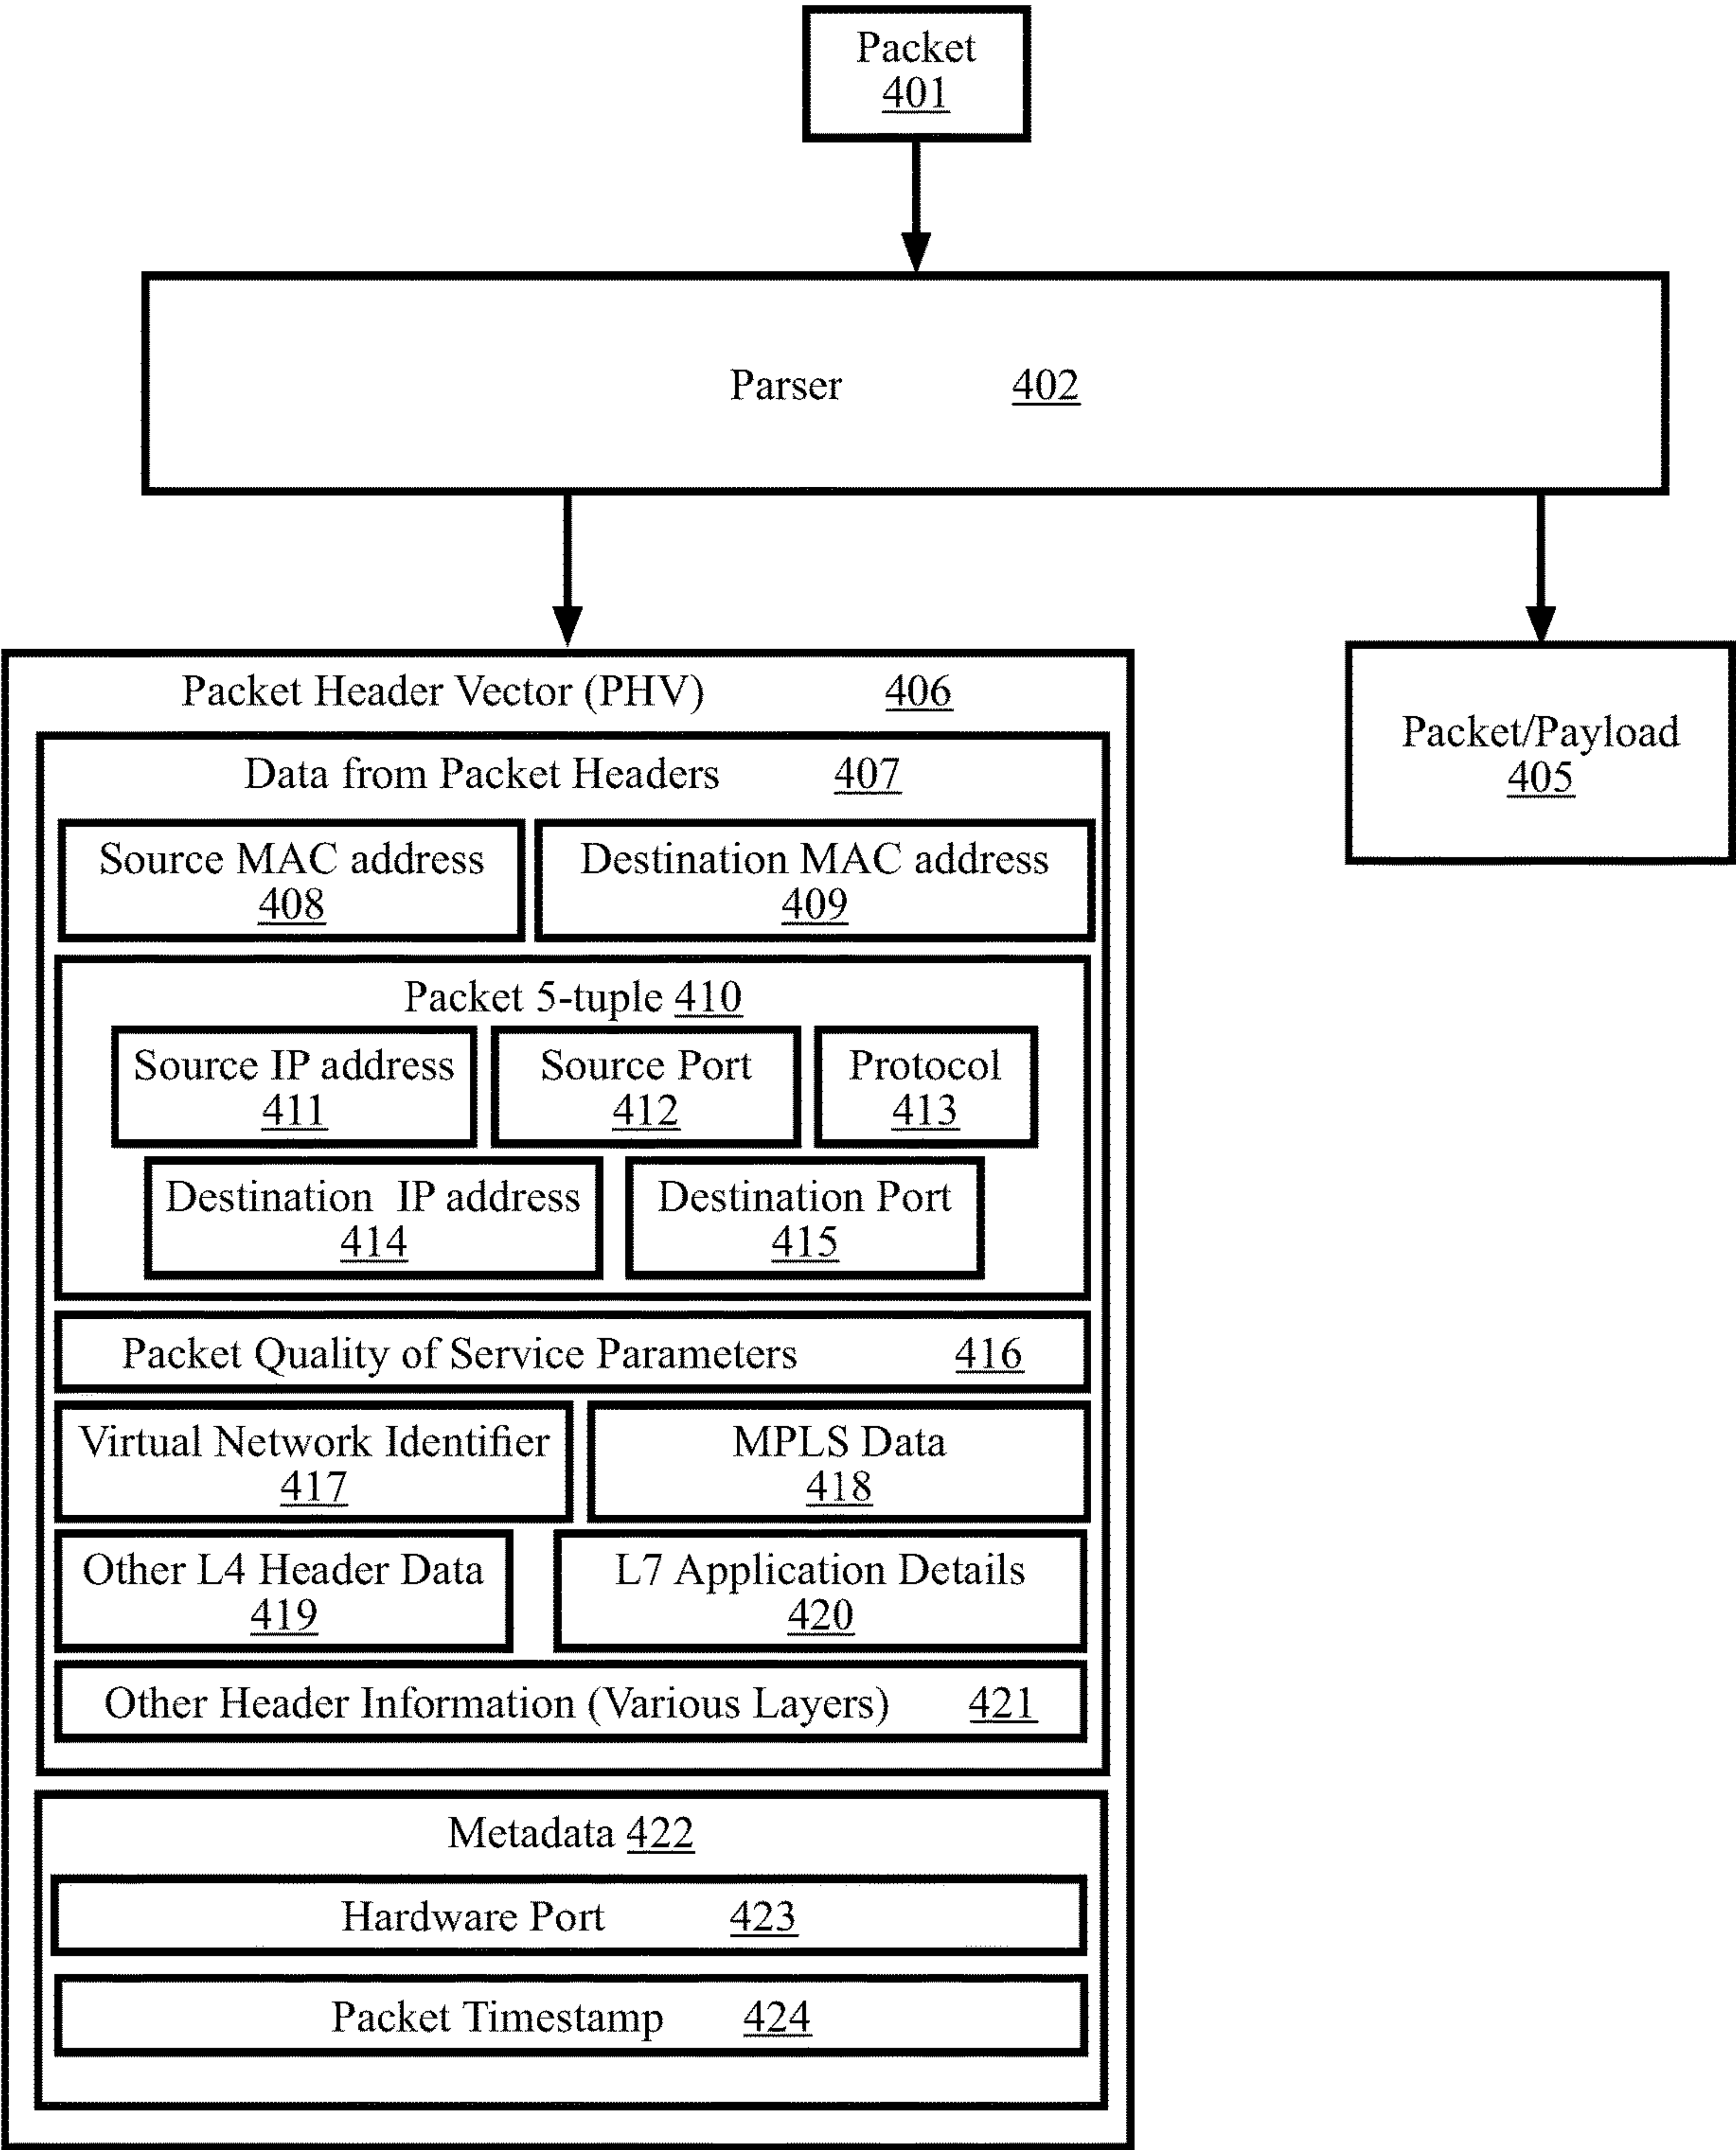 Packet
401
Parser 402
Packet Header Vector (PHV) 406
Data from Packet Headers 407
Source MAC address
408
Destination MAC address
409
Packet 5-tuple 410
Source IP address
411
Source Port
412
Protocol
413
Destination IP address
414
Destination Port
415
Packet Quality of Service Parameters 416
Virtual Network Identifier
417
MPLS Data
418
Other L4 Header Data
419
L7 Application Details
420
Other Header Information (Various Layers) 421
Metadata 422
Hardware Port 423
Packet Timestamp 424
Packet/Payload
405